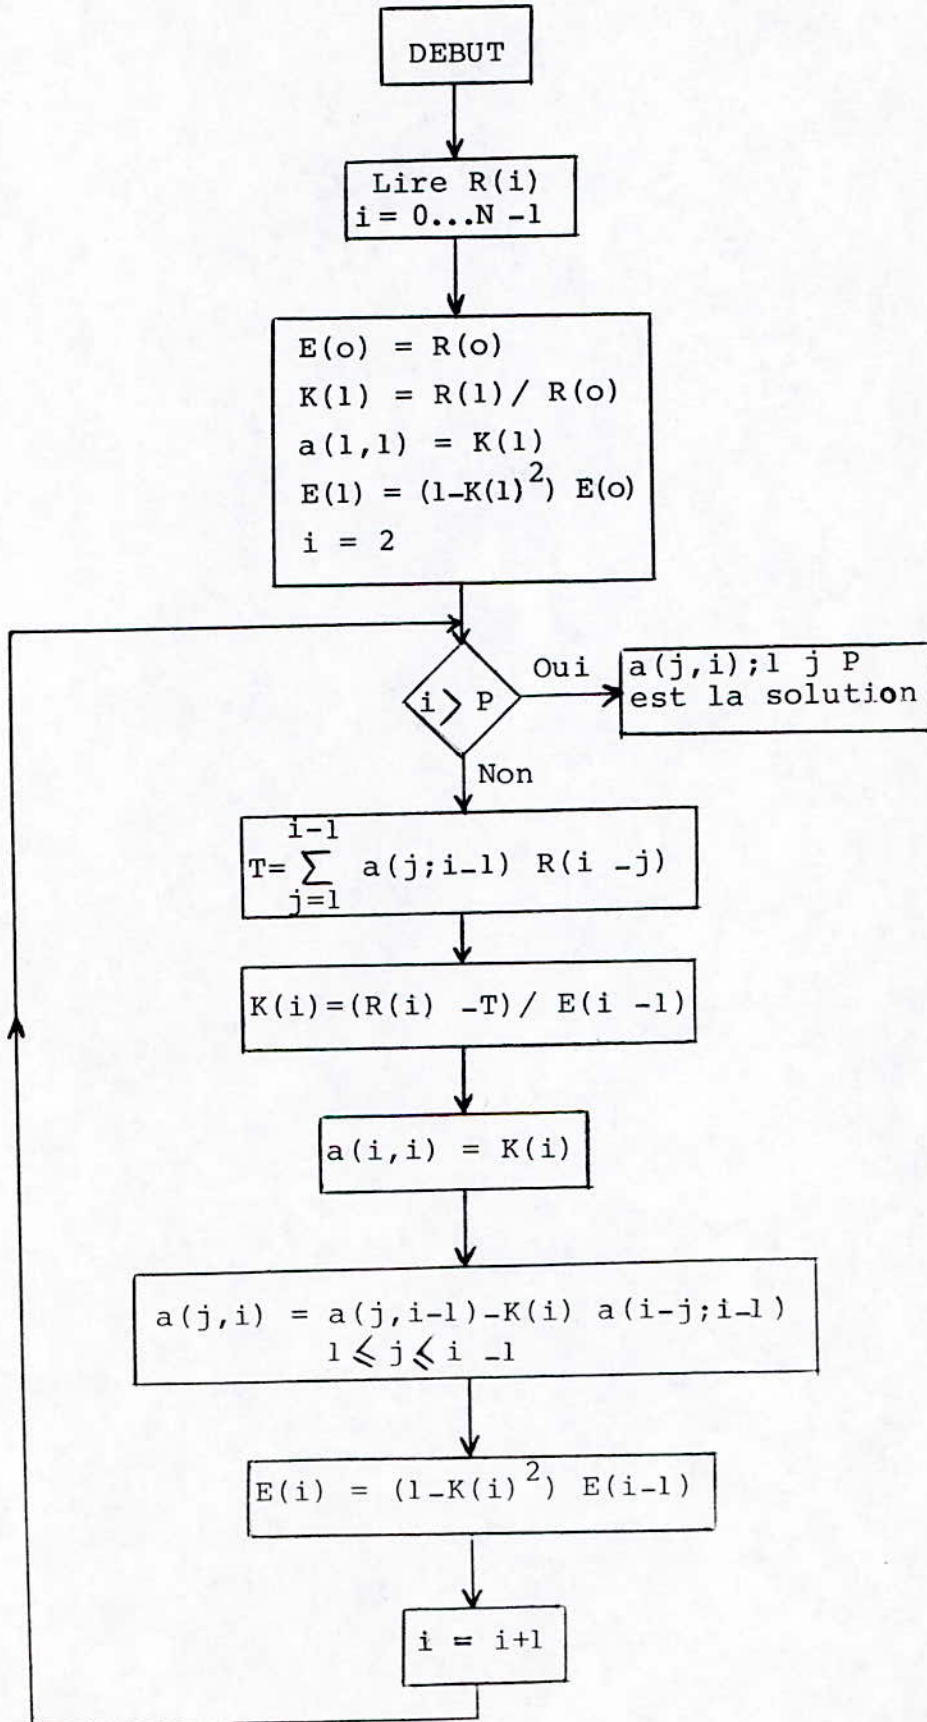 DEBUT
Lire R(i)
i = 0...N -1
E(o) = R(o)
K(1) = R(1) / R(o)
a(1,1) = K(1)
E(1) = (1-K(1)²) E(o)
i = 2
i > P
Oui
a(j,i);1 j P
est la solution
Non
i-1
T= ∑ a(j;i-1) R(i -j)
j=1
K(i)=(R(i) -T) / E(i -1)
a(i,i) = K(i)
a(j,i) = a(j,i-1)-K(i) a(i-j;i-1)
1 ⩽ j ⩽ i -1
E(i) = (1-K(i)²) E(i-1)
i = i+1